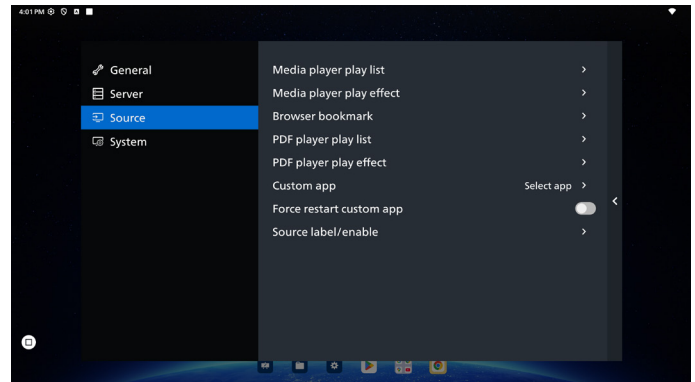 4:01 PM
General
Server
Source
System
Media player play list
Media player play effect
Browser bookmark
PDF player play list
PDF player play effect
Custom app Select app
Force restart custom app
Source label/enable